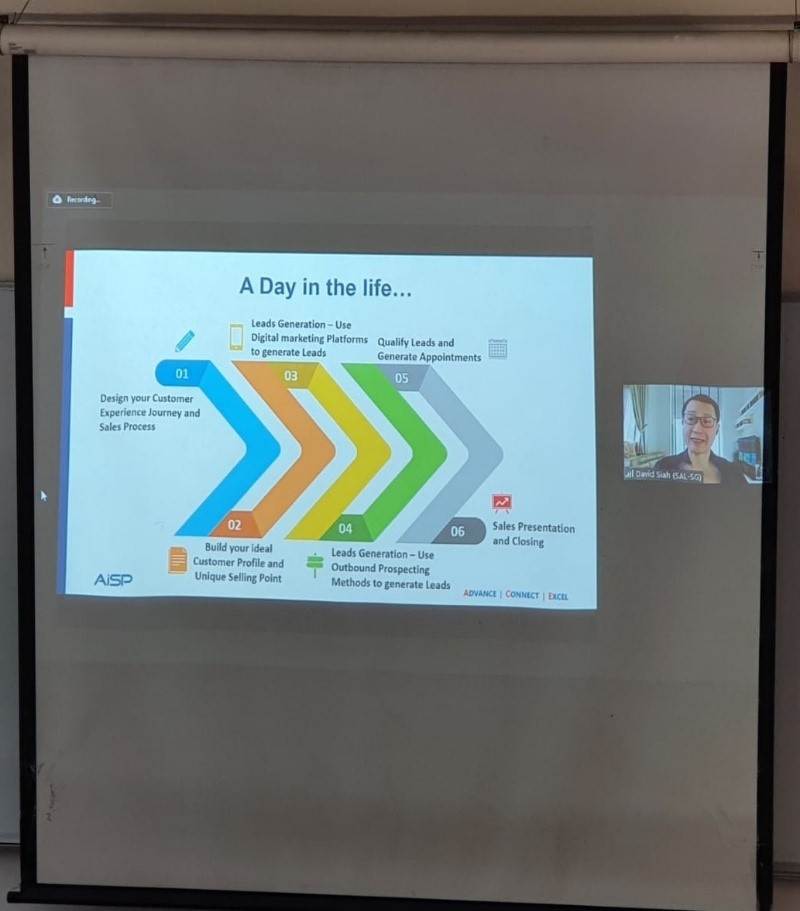 Recording...
A Day in the life...
01
Design your Customer
Experience Journey and
Sales Process
02
Build your ideal
Customer Profile and
Unique Selling Point
Leads Generation – Use
Digital marketing Platforms
to generate Leads
03
04
Leads Generation – Use
Outbound Prospecting
Methods to generate Leads
Qualify Leads and
Generate Appointments
05
06
Sales Presentation
and Closing
AiSP
ADVANCE | CONNECT | EXCEL
David Siah (SAL-SG)